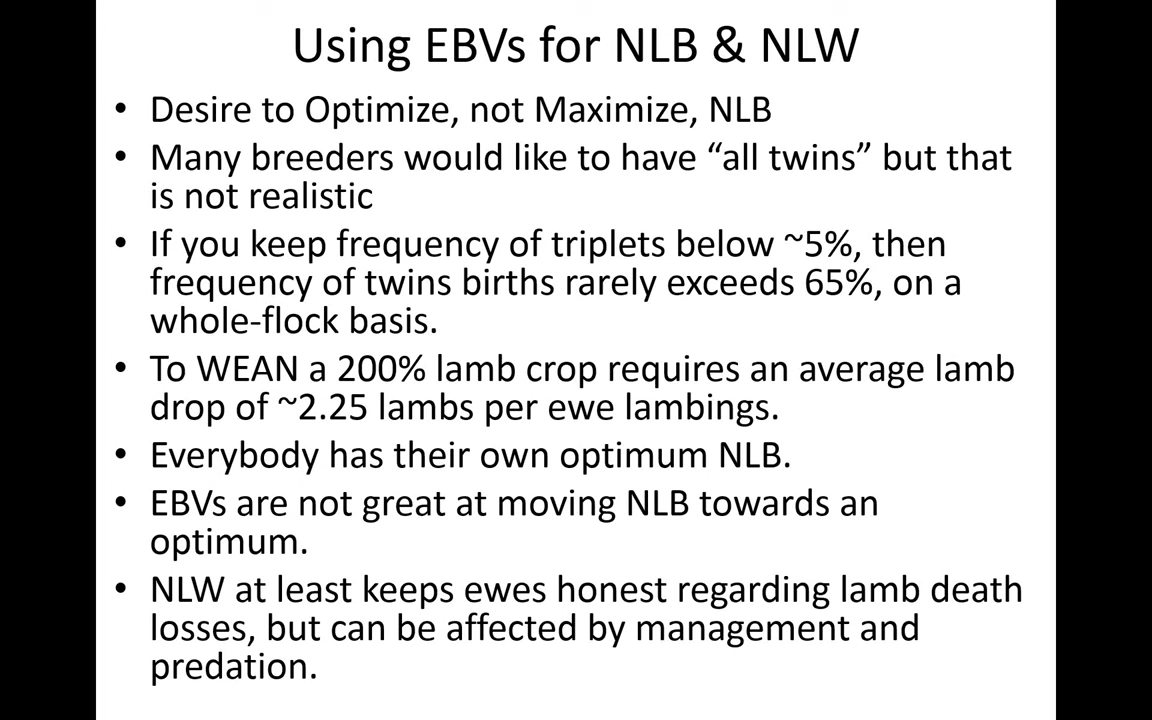 Using EBVs for NLB & NLW
• Desire to Optimize, not Maximize, NLB
• Many breeders would like to have “all twins” but that
is not realistic
• If you keep frequency of triplets below ~5%, then
frequency of twins births rarely exceeds 65%, on a
whole-flock basis.
• To WEAN a 200% lamb crop requires an average lamb
drop of ~2.25 lambs per ewe lambings.
• Everybody has their own optimum NLB.
• EBVs are not great at moving NLB towards an
optimum.
• NLW at least keeps ewes honest regarding lamb death
losses, but can be affected by management and
predation.